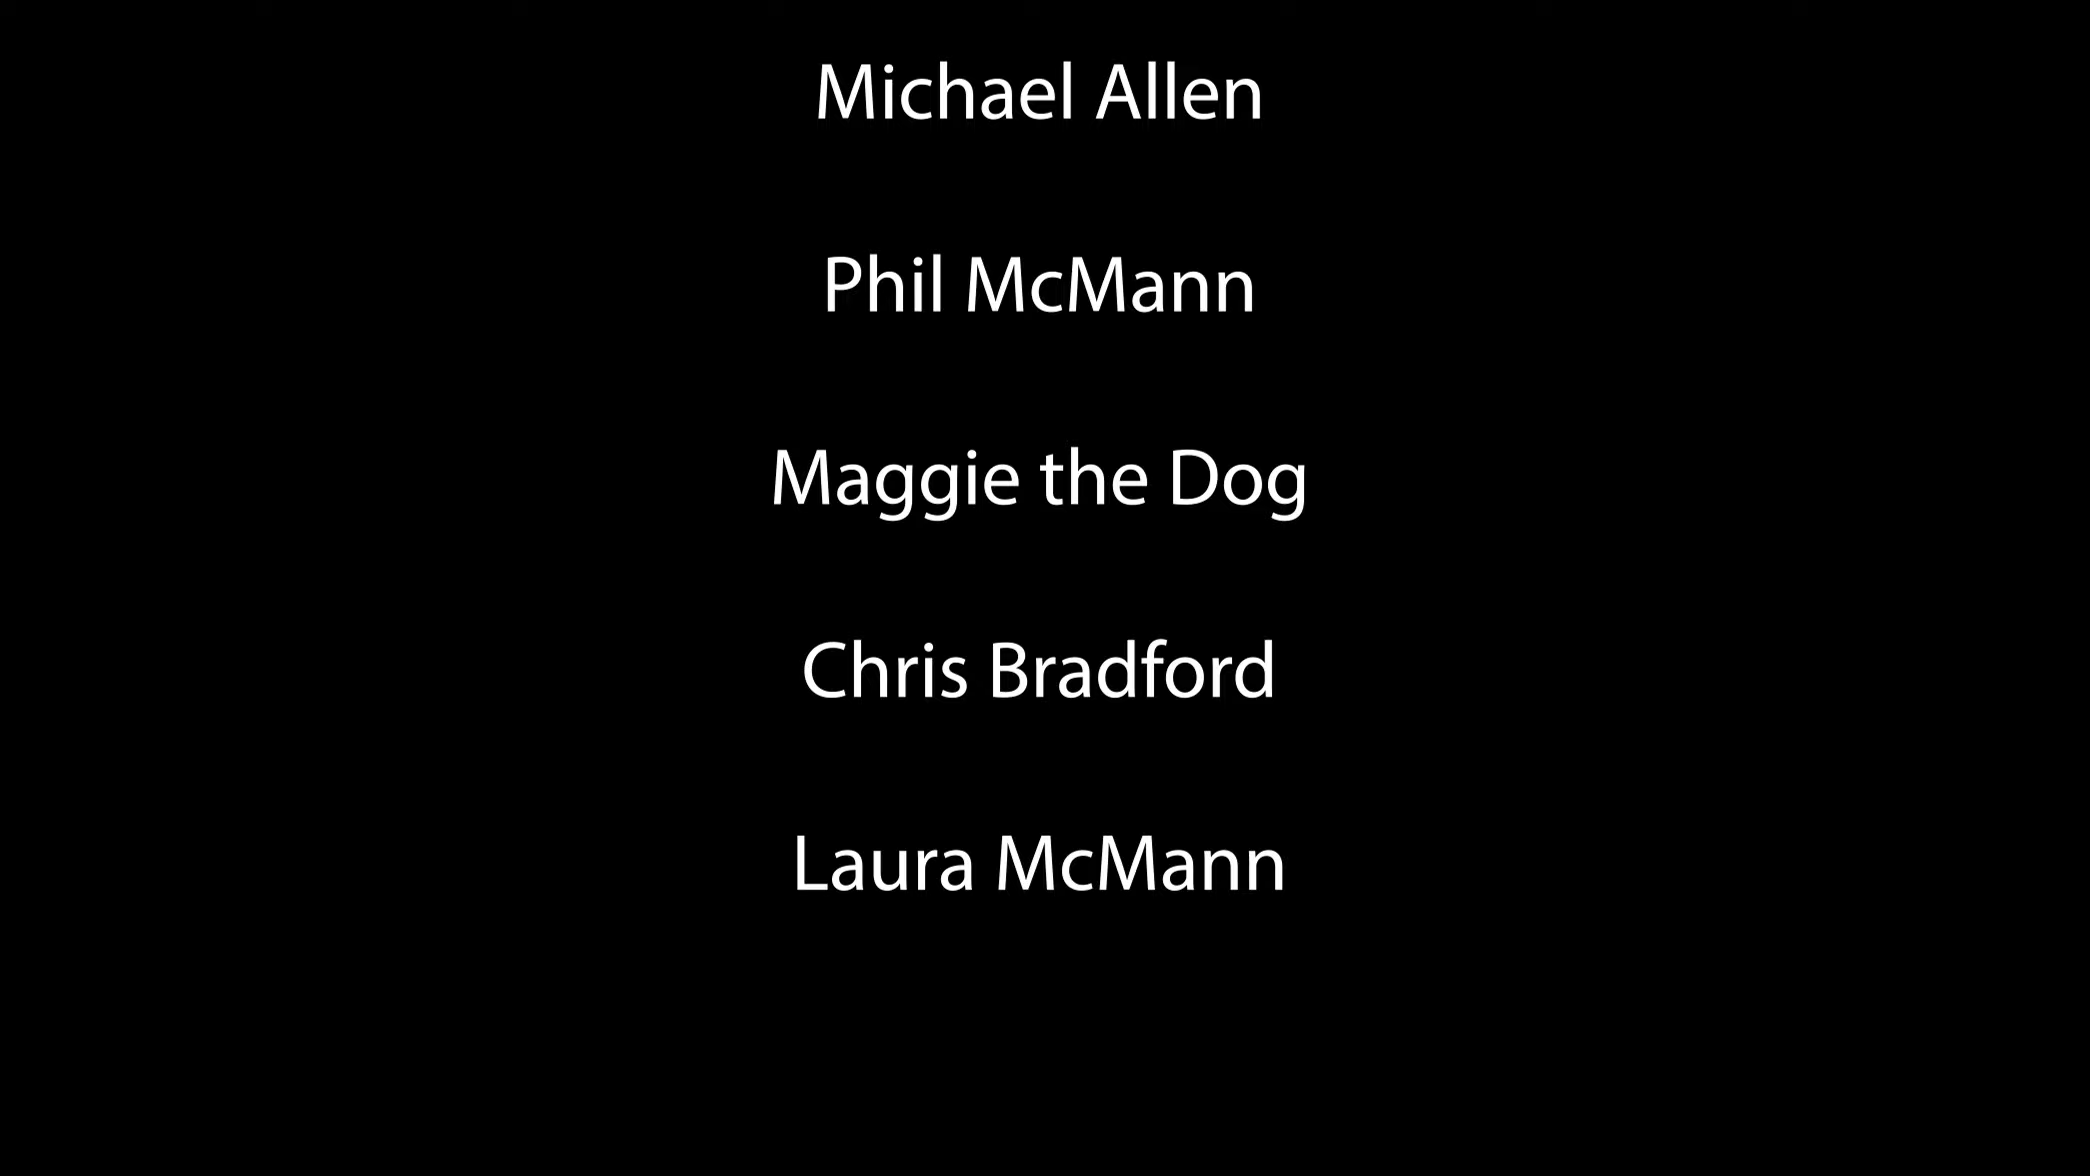 Michael Allen
Phil McMann
Maggie the Dog
Chris Bradford
Laura McMann